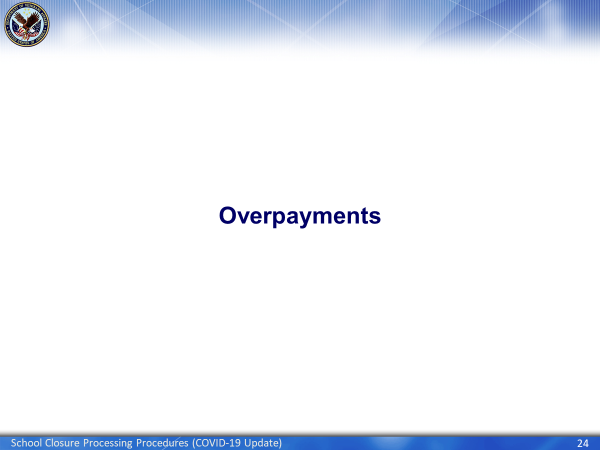 Overpayments
School Closure Processing Procedures (COVID-19 Update)
24